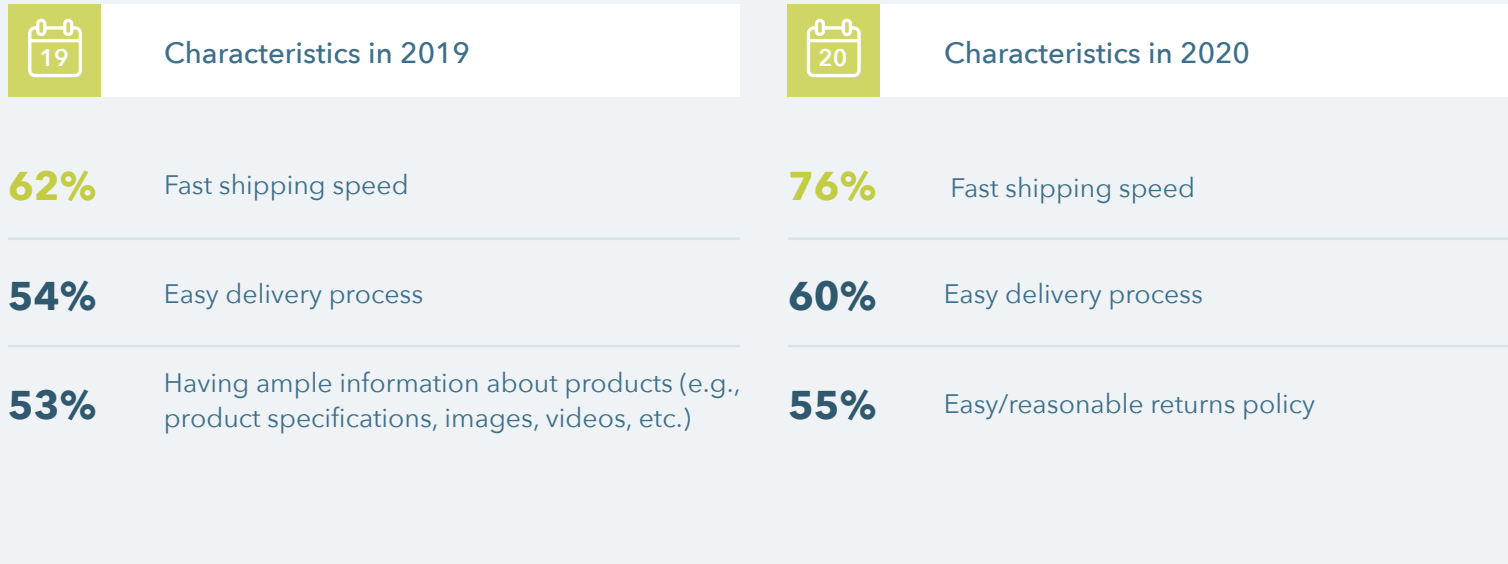 19
Characteristics in 2019
62%
Fast shipping speed
54%
Easy delivery process
53%
Having ample information about products (e.g.,
product specifications, images, videos, etc.)
20
Characteristics in 2020
76%
Fast shipping speed
60%
Easy delivery process
55%
Easy/reasonable returns policy